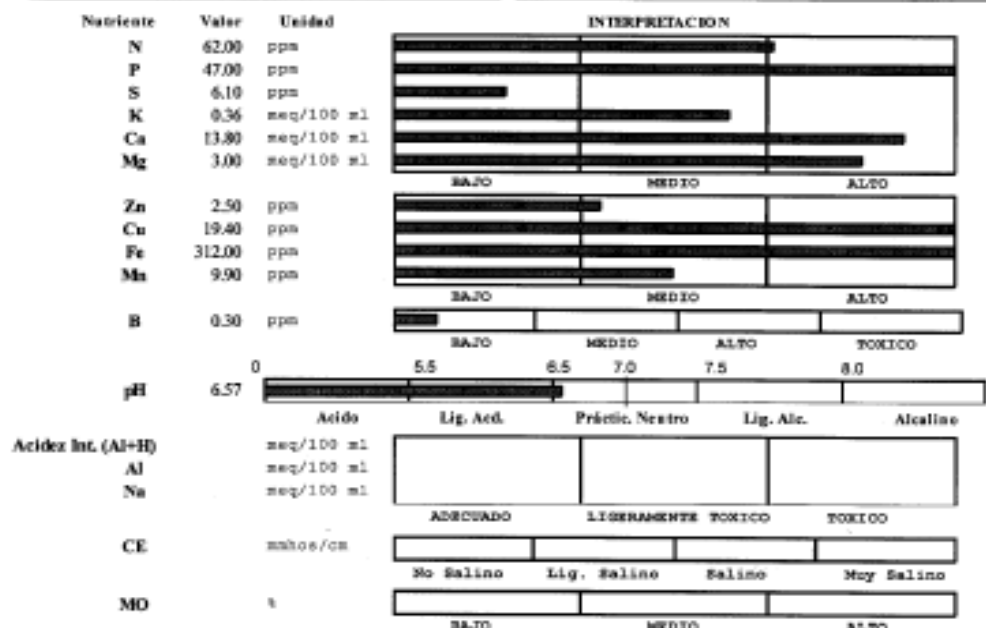 Nutriente Valor Unidad INTERPRETACION
N 62.00 ppm
P 47.00 ppm
S 6.10 ppm
K 0.36 meq/100 ml
Ca 13.80 meq/100 ml
Mg 3.00 meq/100 ml
BAJO MEDIO ALTO
Zn 2.50 ppm
Cu 19.40 ppm
Fe 312.00 ppm
Mn 9.90 ppm
BAJO MEDIO ALTO
B 0.30 ppm
BAJO MEDIO ALTO TOXICO
0 5.5 6.5 7.0 7.5 8.0
pH 6.57
Acido Lig. Acd. Práctic. Neutro Lig. Alc. Alcalino
Acidez Int. (Al+H) meq/100 ml
Al meq/100 ml
Na meq/100 ml
ADECUADO LIGERAMENTE TOXICO TOXICO
CE mmhos/cm
No Salino Lig. Salino Salino Muy Salino
MO %
BAJO MEDIO ALTO